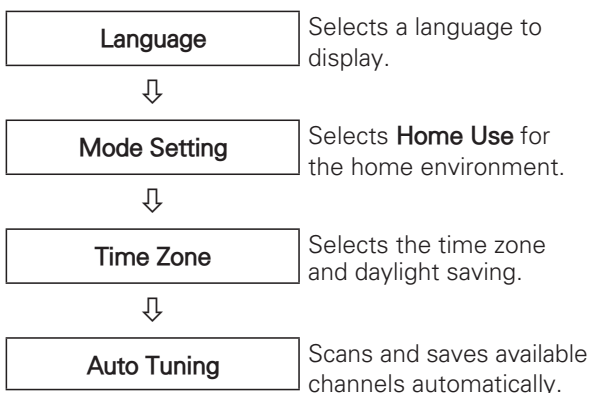 Language
Selects a language to
display.
⇩
Mode Setting
Selects Home Use for
the home environment.
⇩
Time Zone
Selects the time zone
and daylight saving.
⇩
Auto Tuning
Scans and saves available
channels automatically.